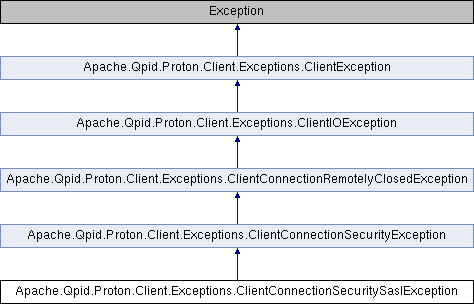 Exception
Apache.Qpid.Proton.Client.Exceptions.ClientException
Apache.Qpid.Proton.Client.Exceptions.ClientIOException
Apache.Qpid.Proton.Client.Exceptions.ClientConnectionRemotelyClosedException
Apache.Qpid.Proton.Client.Exceptions.ClientConnectionSecurityException
Apache.Qpid.Proton.Client.Exceptions.ClientConnectionSecuritySaslException